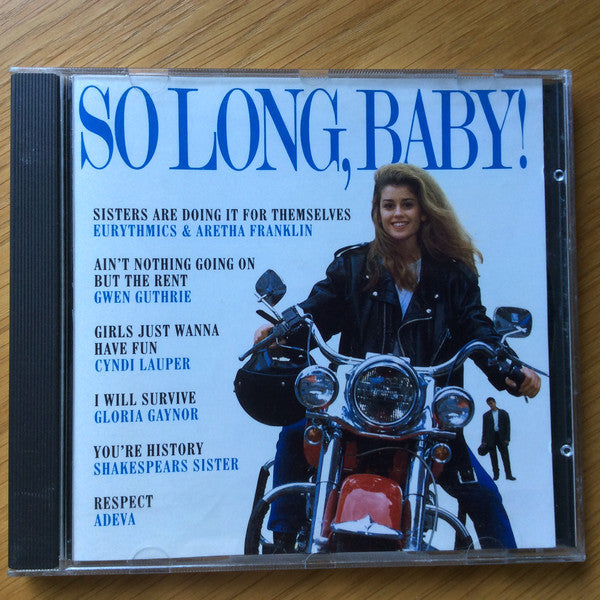 SO LONG, BABY!
SISTERS ARE DOING IT FOR THEMSELVES
EURYTHMICS & ARETHA FRANKLIN
AIN'T NOTHING GOING ON
BUT THE RENT
GWEN GUTHRIE
GIRLS JUST WANNA
HAVE FUN
CYNDI LAUPER
I WILL SURVIVE
GLORIA GAYNOR
YOU'RE HISTORY
SHAKESPEARS SISTER
RESPECT
ADEVA